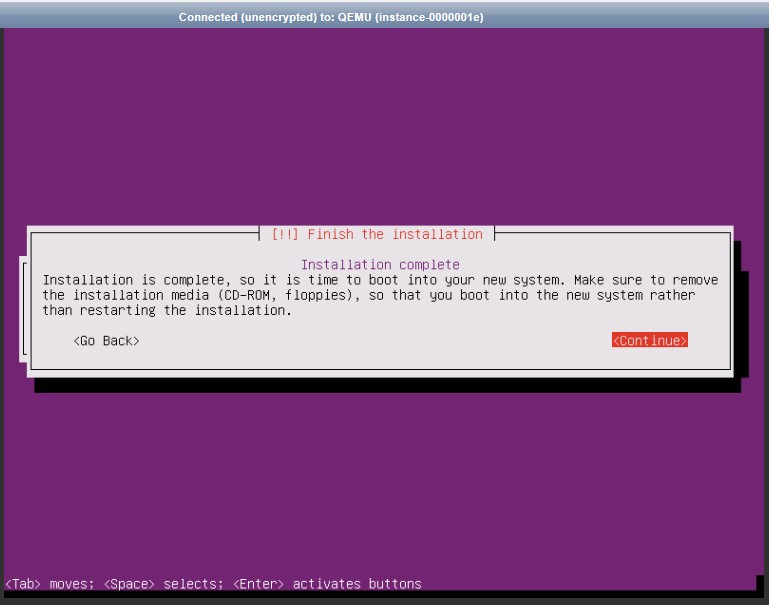 Connected (unencrypted) to: QEMU (instance-0000001e)
[!!] Finish the installation
Installation complete
Installation is complete, so it is time to boot into your new system. Make sure to remove
the installation media (CD-ROM, floppies), so that you boot into the new system rather
than restarting the installation.
<Go Back> <Continue>
<Tab> moves; <Space> selects; <Enter> activates buttons